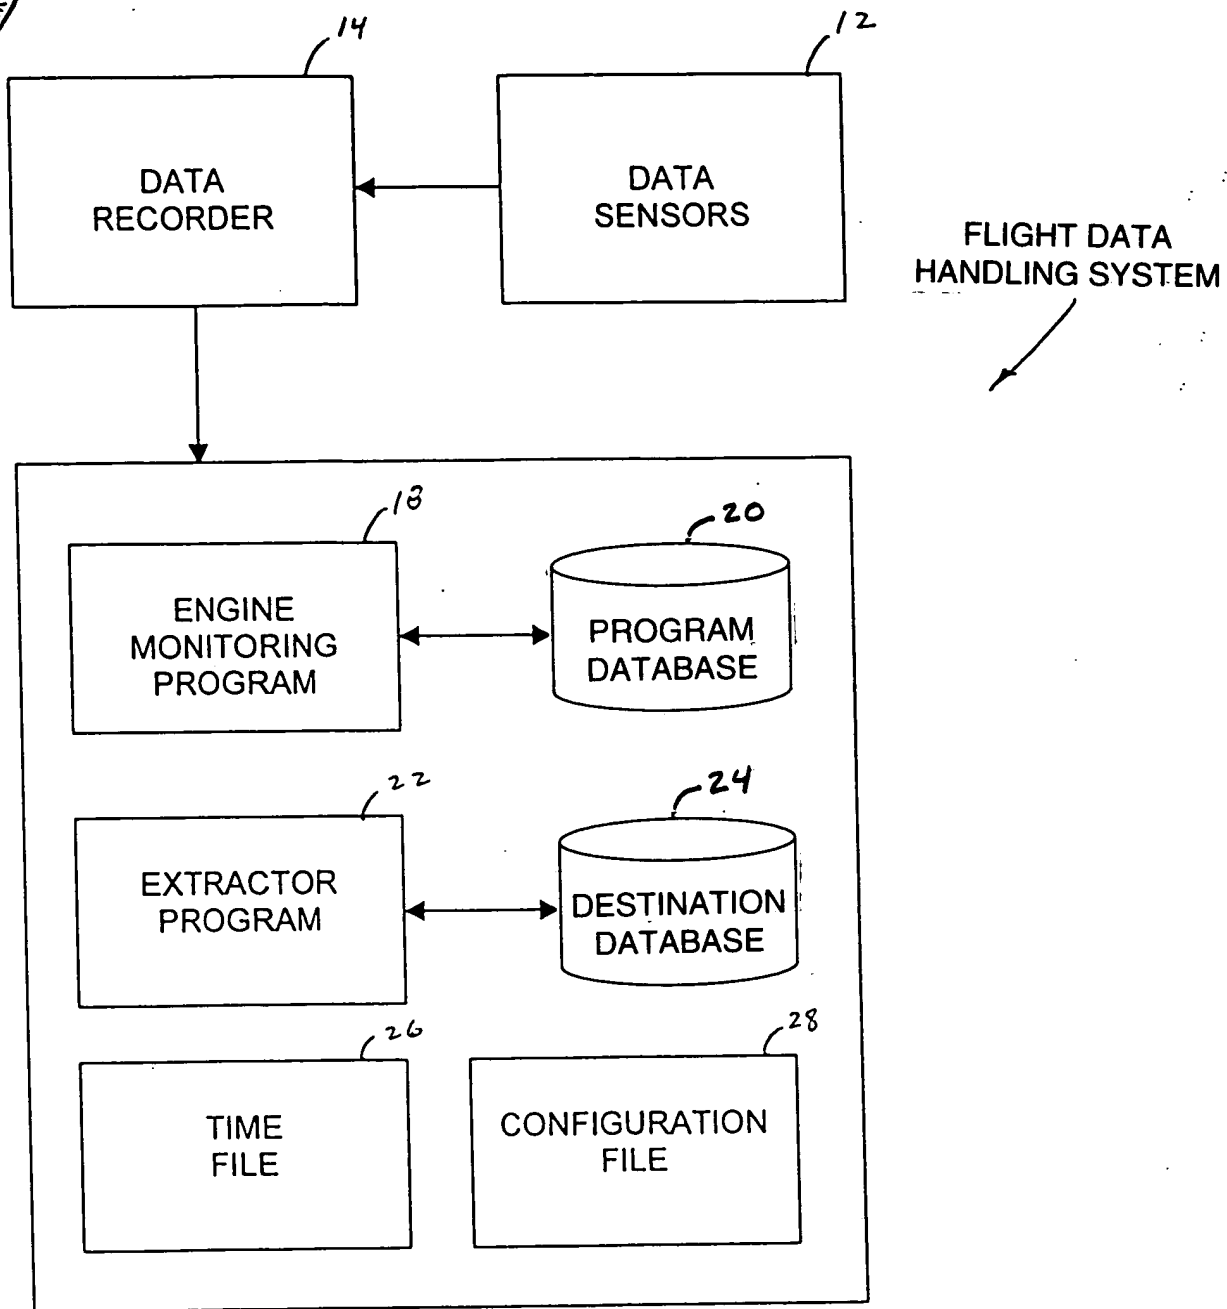 14
12
DATA
RECORDER
DATA
SENSORS
FLIGHT DATA
HANDLING SYSTEM
18
20
ENGINE
MONITORING
PROGRAM
PROGRAM
DATABASE
22
24
EXTRACTOR
PROGRAM
DESTINATION
DATABASE
26
28
TIME
FILE
CONFIGURATION
FILE